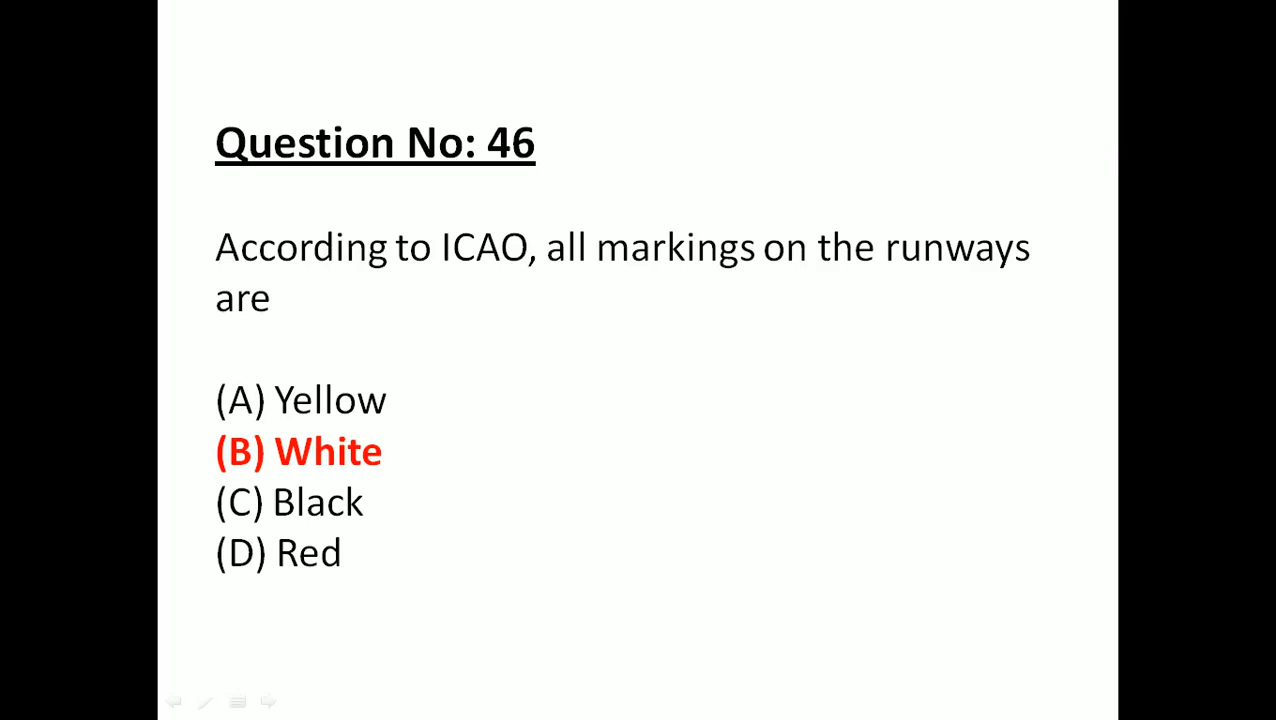 Question No: 46
According to ICAO, all markings on the runways
are
(A) Yellow
(B) White
(C) Black
(D) Red